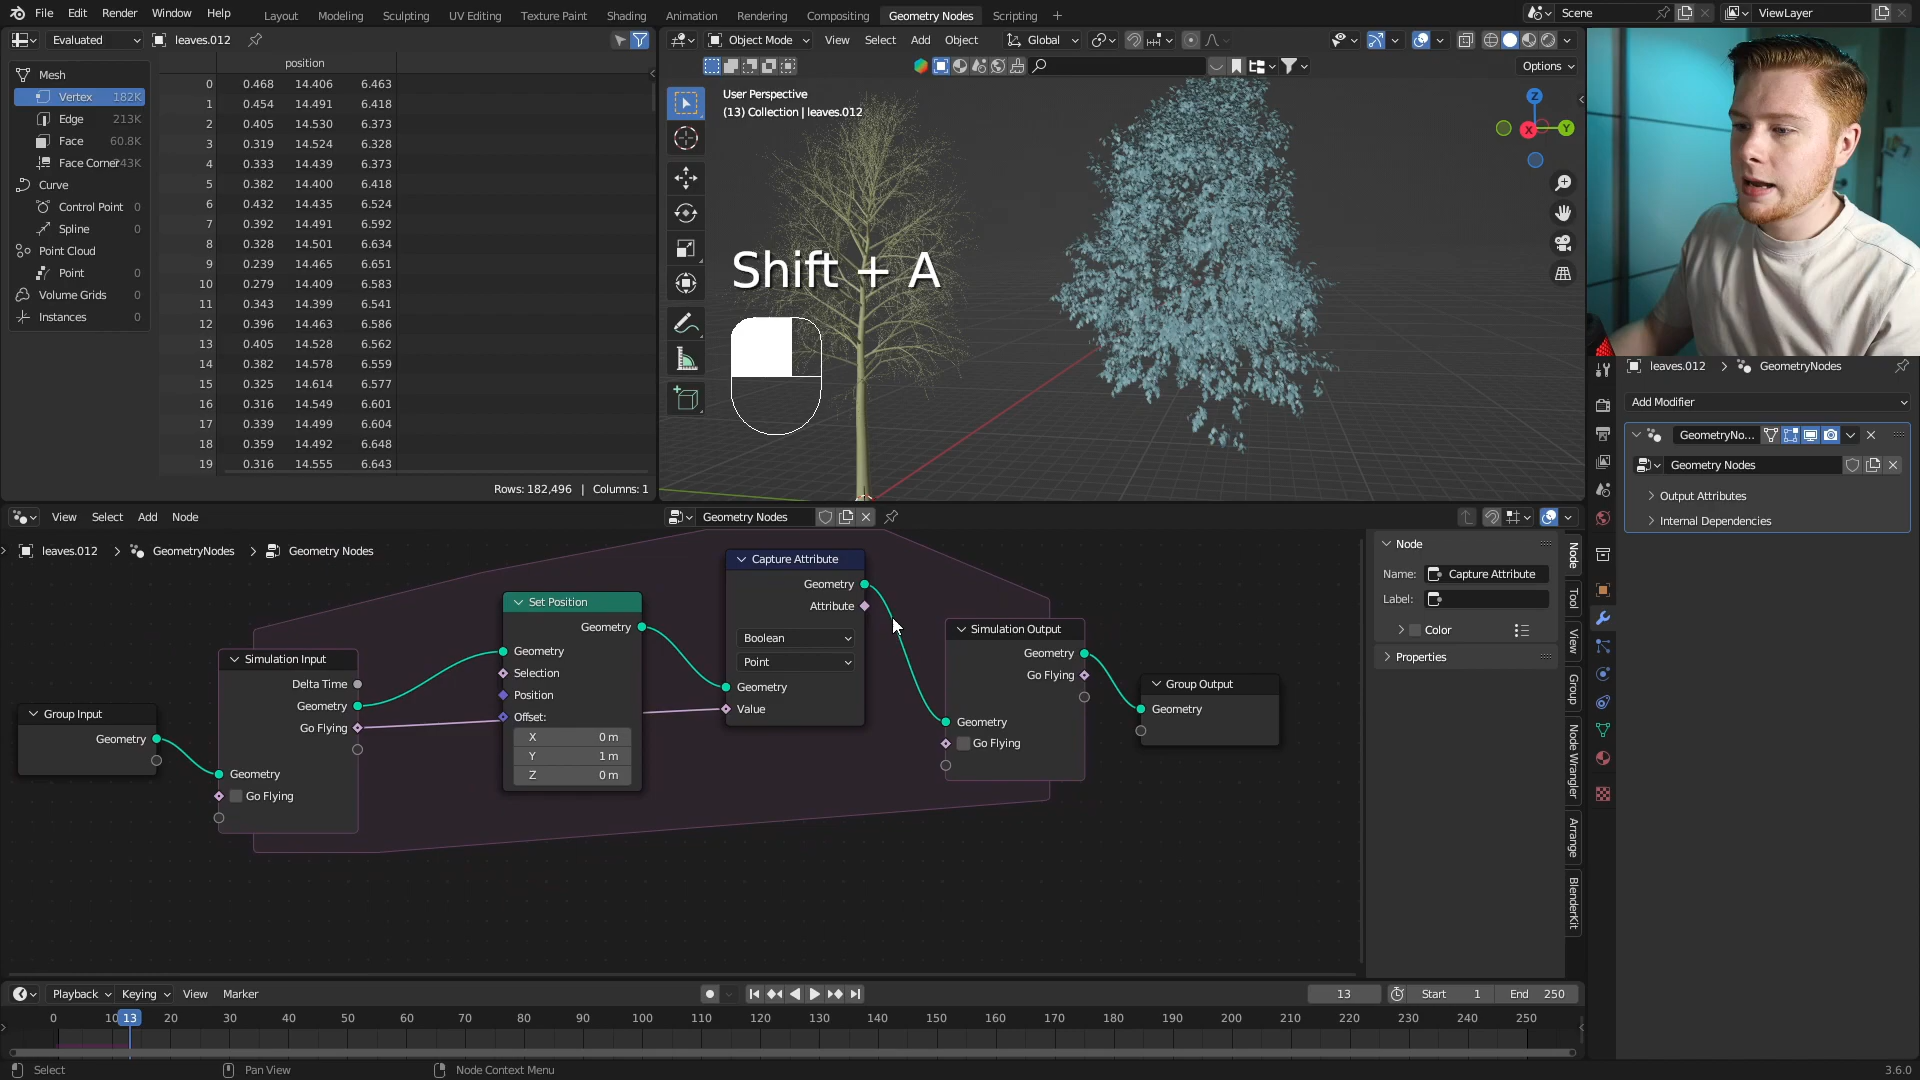 File Edit Render Window Help Layout Modeling Sculpting UV Editing Texture Paint Shading Animation Rendering Compositing Geometry Nodes Scripting + Scene ViewLayer
Evaluated leaves.012
Object Mode View Select Add Object Global
Options
position
Mesh
Vertex 182K
Edge 213K
Face 60.8K
Face Corner
Curve
Control Point 0
Spline 0
Point Cloud
Point 0
Volume Grids 0
Instances 0
0 0.468 14.406 6.463
1 0.454 14.491 6.418
2 0.405 14.530 6.373
3 0.319 14.524 6.328
4 0.333 14.439 6.373
5 0.382 14.400 6.418
6 0.432 14.435 6.524
7 0.392 14.491 6.592
8 0.328 14.501 6.634
9 0.239 14.465 6.651
10 0.279 14.409 6.583
11 0.343 14.399 6.541
12 0.396 14.463 6.586
13 0.405 14.528 6.562
14 0.382 14.578 6.559
15 0.325 14.614 6.577
16 0.316 14.549 6.601
17 0.339 14.499 6.604
18 0.359 14.492 6.648
19 0.316 14.555 6.643
Rows: 182,496 | Columns: 1
User Perspective
(13) Collection | leaves.012
Z
X
Y
Shift + A
leaves.012 > GeometryNodes
Add Modifier
GeometryNo...
Geometry Nodes
Output Attributes
Internal Dependencies
View Select Add Node
Geometry Nodes
leaves.012 > GeometryNodes > Geometry Nodes
Group Input
Geometry
Simulation Input
Delta Time
Geometry
Go Flying
Geometry
Go Flying
Set Position
Geometry
Geometry
Selection
Position
Offset:
X 0 m
Y 1 m
Z 0 m
Capture Attribute
Geometry
Attribute
Boolean
Point
Geometry
Value
Simulation Output
Geometry
Go Flying
Geometry
Go Flying
Group Output
Geometry
Node
Name: Capture Attribute
Label:
Color
Properties
Node
Tool
View
Group
Node Wrangler
Arrange
BlenderKit
Playback Keying View Marker
13 Start 1 End 250
0 10 13 20 30 40 50 60 70 80 90 100 110 120 130 140 150 160 170 180 190 200 210 220 230 240 250
Select Pan View Node Context Menu 3.6.0